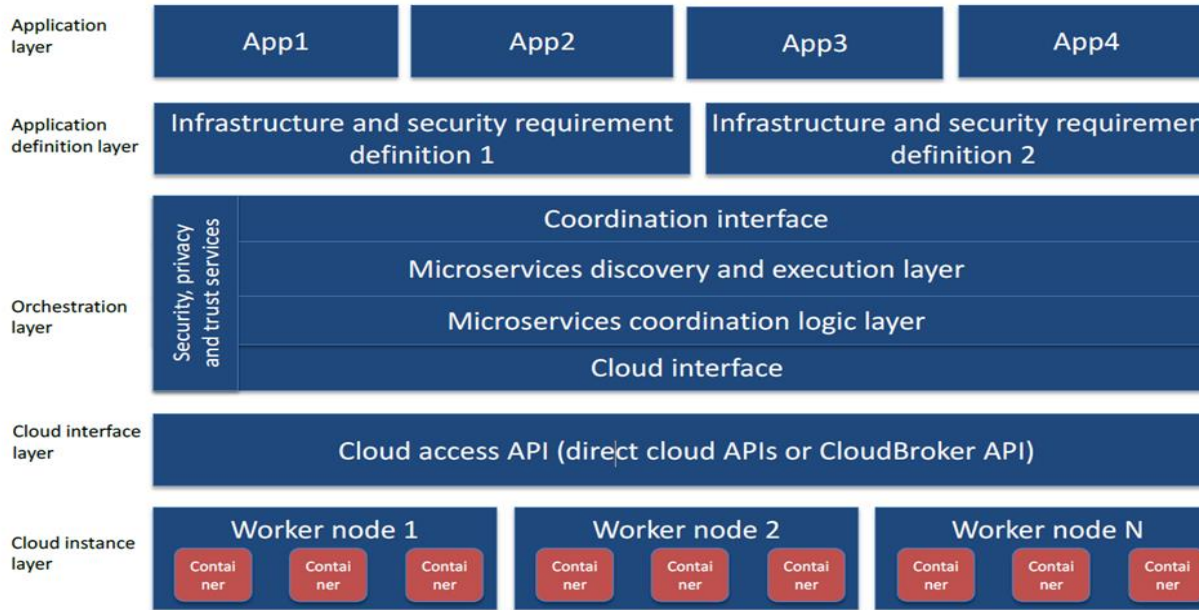 Application
layer
App1
App2
App3
App4
Application
definition layer
Infrastructure and security requirement
definition 1
Infrastructure and security requiremen
definition 2
Orchestration
layer
Security, privacy
and trust services
Coordination interface
Microservices discovery and execution layer
Microservices coordination logic layer
Cloud interface
Cloud interface
layer
Cloud access API (direct cloud APIs or CloudBroker API)
Cloud instance
layer
Worker node 1
Contai
ner
Contai
ner
Contai
ner
Worker node 2
Contai
ner
Contai
ner
Contai
ner
Worker node N
Contai
ner
Contai
ner
Contai
ner